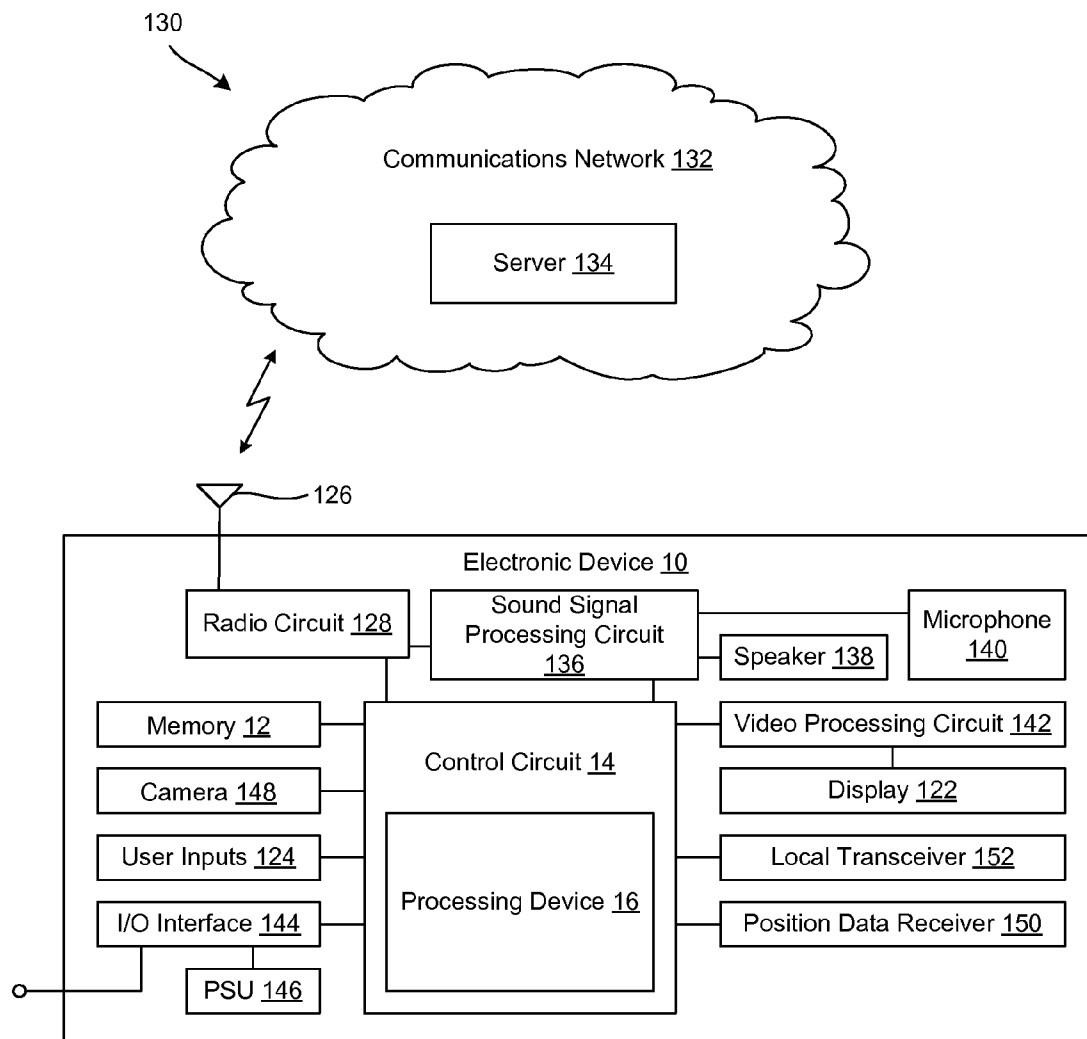 130
Communications Network 132
Server 134
126
Electronic Device 10
Radio Circuit 128
Sound Signal
Processing Circuit
136
Microphone
140
Speaker 138
Memory 12
Control Circuit 14
Video Processing Circuit 142
Camera 148
Display 122
User Inputs 124
Local Transceiver 152
Processing Device 16
I/O Interface 144
Position Data Receiver 150
PSU 146